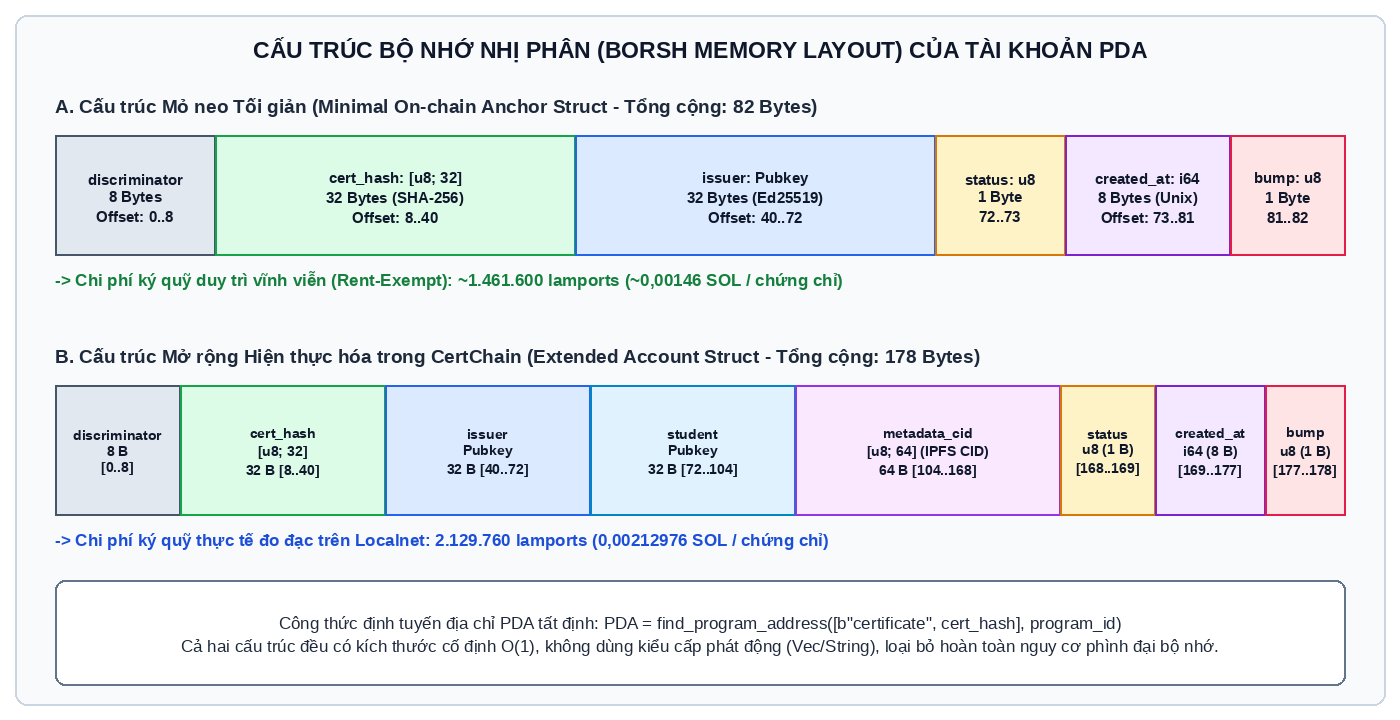 CẤU TRÚC BỘ NHỚ NHỊ PHÂN (BORSH MEMORY LAYOUT) CỦA TÀI KHOẢN PDA
A. Cấu trúc Mỏ neo Tối giản (Minimal On-chain Anchor Struct - Tổng cộng: 82 Bytes)
discriminator
8 Bytes
Offset: 0..8
cert_hash: [u8; 32]
32 Bytes (SHA-256)
Offset: 8..40
issuer: Pubkey
32 Bytes (Ed25519)
Offset: 40..72
status: u8
1 Byte
72..73
created_at: i64
8 Bytes (Unix)
Offset: 73..81
bump: u8
1 Byte
81..82
-> Chi phí ký quỹ duy trì vĩnh viễn (Rent-Exempt): ~1.461.600 lamports (~0,00146 SOL / chứng chỉ)
B. Cấu trúc Mở rộng Hiện thực hóa trong CertChain (Extended Account Struct - Tổng cộng: 178 Bytes)
discriminator
8 B
[0..8]
cert_hash
[u8; 32]
32 B [8..40]
issuer
Pubkey
32 B [40..72]
student
Pubkey
32 B [72..104]
metadata_cid
[u8; 64] (IPFS CID)
64 B [104..168]
status
u8 (1 B)
[168..169]
created_at
i64 (8 B)
[169..177]
bump
u8 (1 B)
[177..178]
-> Chi phí ký quỹ thực tế đo đạc trên Localnet: 2.129.760 lamports (0,00212976 SOL / chứng chỉ)
Công thức định tuyến địa chỉ PDA tất định: PDA = find_program_address([b"certificate", cert_hash], program_id)
Cả hai cấu trúc đều có kích thước cố định O(1), không dùng kiểu cấp phát động (Vec/String), loại bỏ hoàn toàn nguy cơ phình đại bộ nhớ.